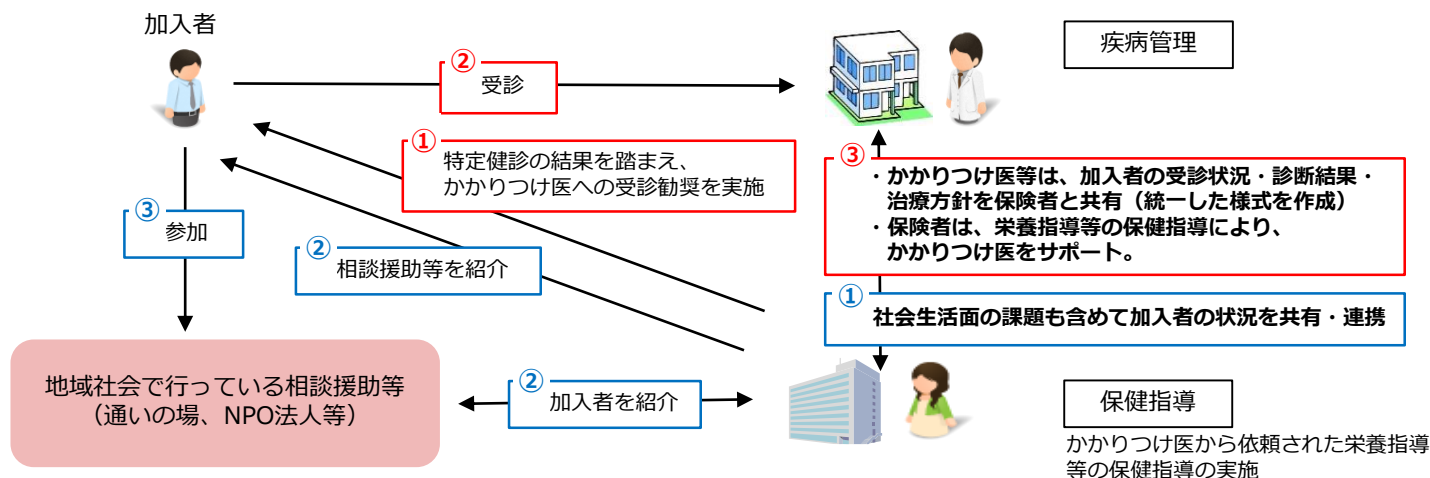 加入者
疾病管理
②
受診
①
特定健診の結果を踏まえ、
かかりつけ医への受診勧奨を実施
③
・かかりつけ医等は、加入者の受診状況・診断結果・
治療方針を保険者と共有（統一した様式を作成）
・保険者は、栄養指導等の保健指導により、
かかりつけ医をサポート。
③
参加
②
相談援助等を紹介
①
社会生活面の課題も含めて加入者の状況を共有・連携
地域社会で行っている相談援助等
（通いの場、NPO法人等）
②
加入者を紹介
保健指導
かかりつけ医から依頼された栄養指導
等の保健指導の実施